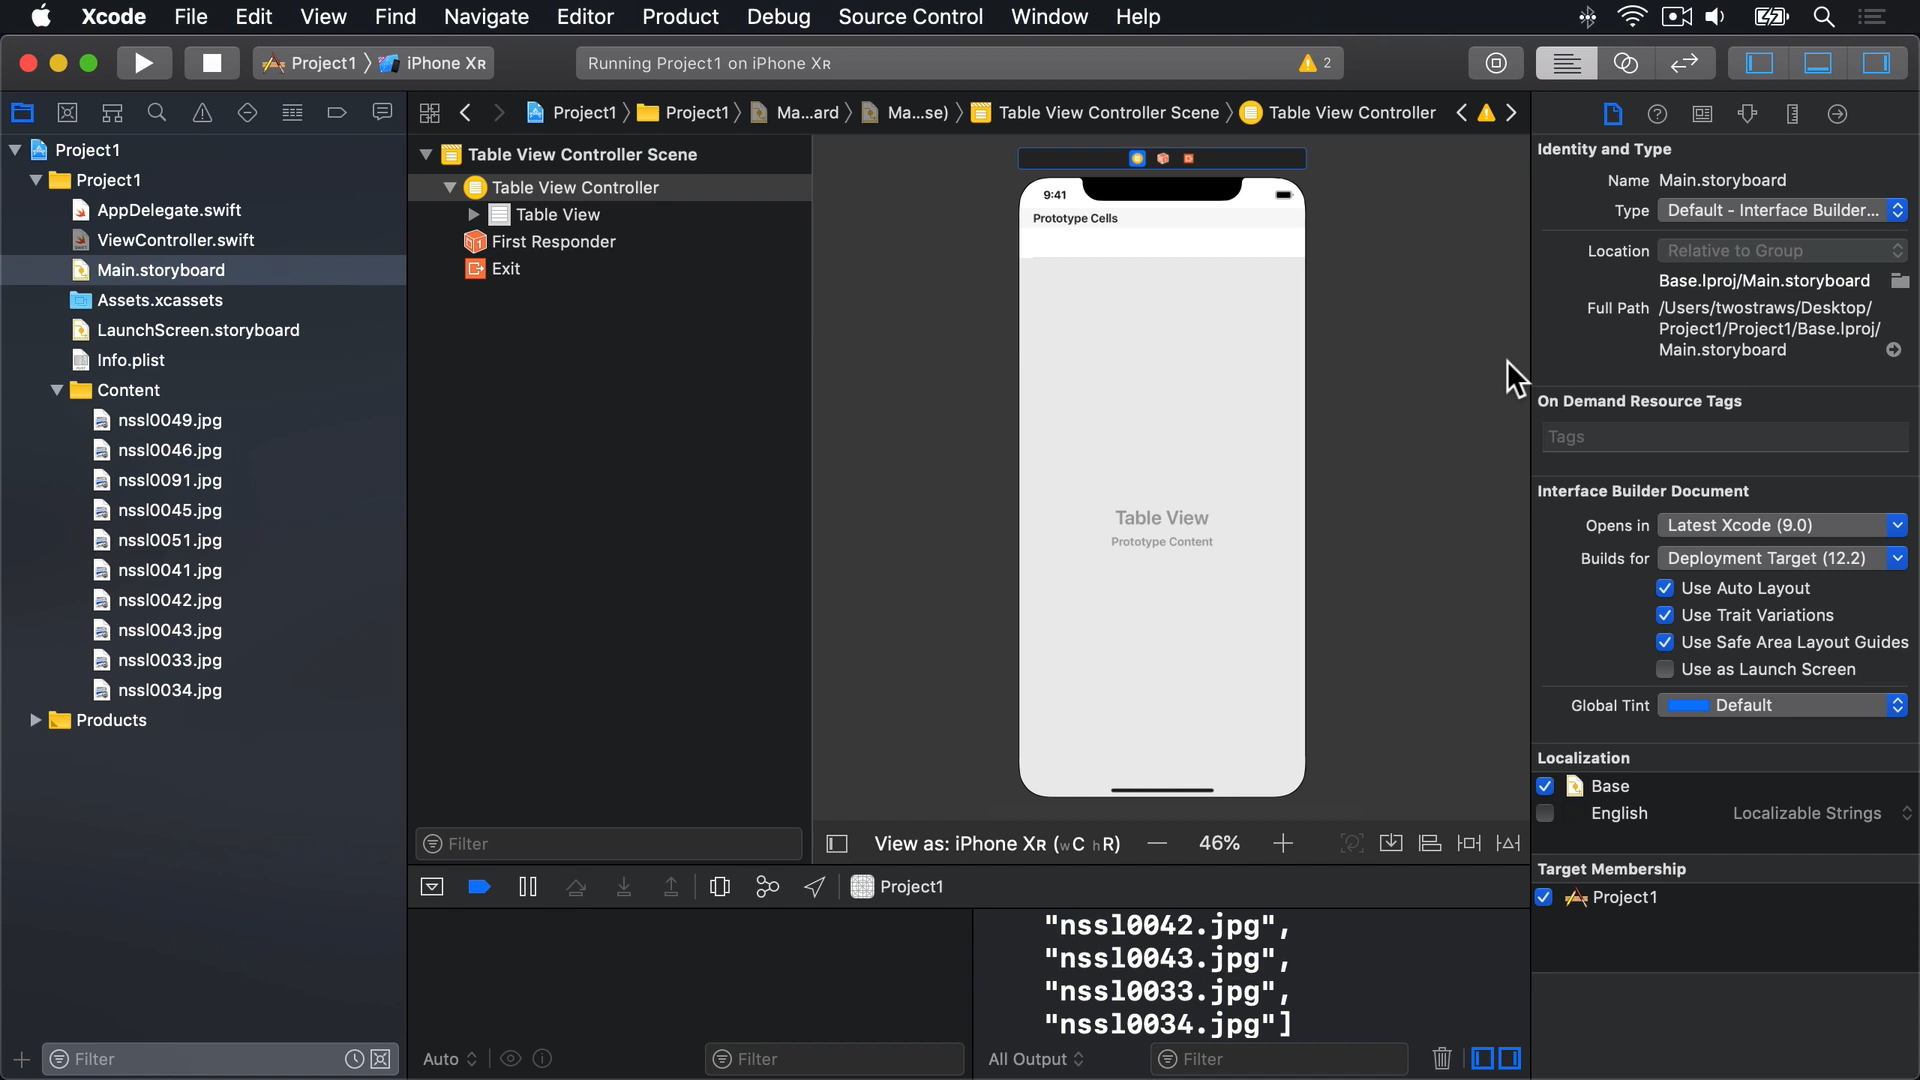 Xcode File Edit View Find Navigate Editor Product Debug Source Control Window Help
Project1 iPhone XR
Running Project1 on iPhone XR
2
Project1 Project1 Ma...ard Ma...se) Table View Controller Scene Table View Controller
Project1
Project1
AppDelegate.swift
ViewController.swift
Main.storyboard
Assets.xcassets
LaunchScreen.storyboard
Info.plist
Content
nssl0049.jpg
nssl0046.jpg
nssl0091.jpg
nssl0045.jpg
nssl0051.jpg
nssl0041.jpg
nssl0042.jpg
nssl0043.jpg
nssl0033.jpg
nssl0034.jpg
Products
Filter
Table View Controller Scene
Table View Controller
Table View
First Responder
Exit
Filter
9:41
Prototype Cells
Table View
Prototype Content
View as: iPhone XR (wC hR)
46%
Project1
"nssl0042.jpg",
"nssl0043.jpg",
"nssl0033.jpg",
"nssl0034.jpg"]
Auto
Filter
All Output
Filter
Identity and Type
Name Main.storyboard
Type Default - Interface Builder...
Location Relative to Group
Base.lproj/Main.storyboard
Full Path /Users/twostraws/Desktop/
Project1/Project1/Base.lproj/
Main.storyboard
On Demand Resource Tags
Tags
Interface Builder Document
Opens in Latest Xcode (9.0)
Builds for Deployment Target (12.2)
Use Auto Layout
Use Trait Variations
Use Safe Area Layout Guides
Use as Launch Screen
Global Tint Default
Localization
Base
English Localizable Strings
Target Membership
Project1